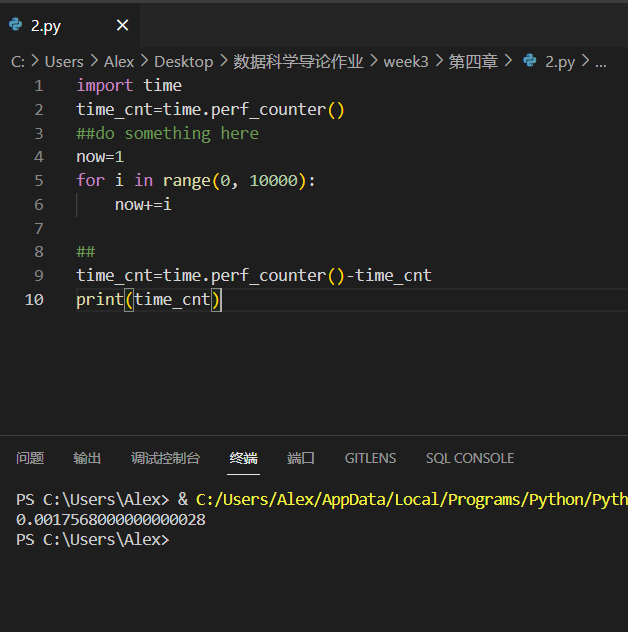 2.py
C: > Users > Alex > Desktop > 数据科学导论作业 > week3 > 第四章 > 2.py > ...
1 import time
2 time_cnt=time.perf_counter()
3 ##do something here
4 now=1
5 for i in range(0, 10000):
6     now+=i
7
8 ##
9 time_cnt=time.perf_counter()-time_cnt
10 print(time_cnt)
问题 输出 调试控制台 终端 端口 GITLENS SQL CONSOLE
PS C:\Users\Alex> & C:/Users/Alex/AppData/Local/Programs/Python/Pyth
0.0017568000000000028
PS C:\Users\Alex>